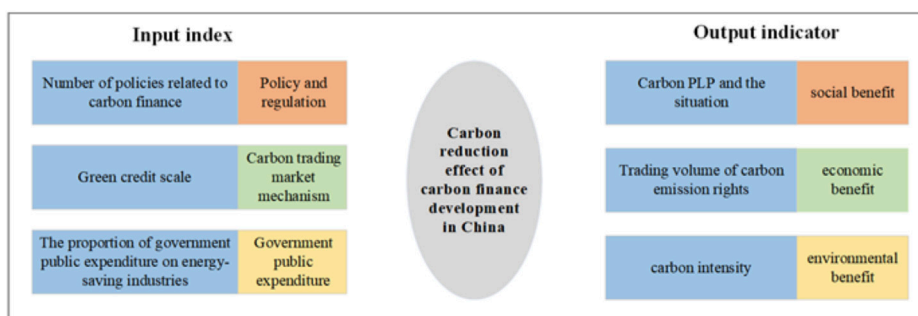 Input index
Number of policies related to
carbon finance
Policy and
regulation
Green credit scale
Carbon trading
market
mechanism
The proportion of government
public expenditure on energy-
saving industries
Government
public
expenditure
Carbon
reduction
effect of
carbon finance
development
in China
Output indicator
Carbon PLP and the
situation
social benefit
Trading volume of carbon
emission rights
economic
benefit
carbon intensity
environmental
benefit